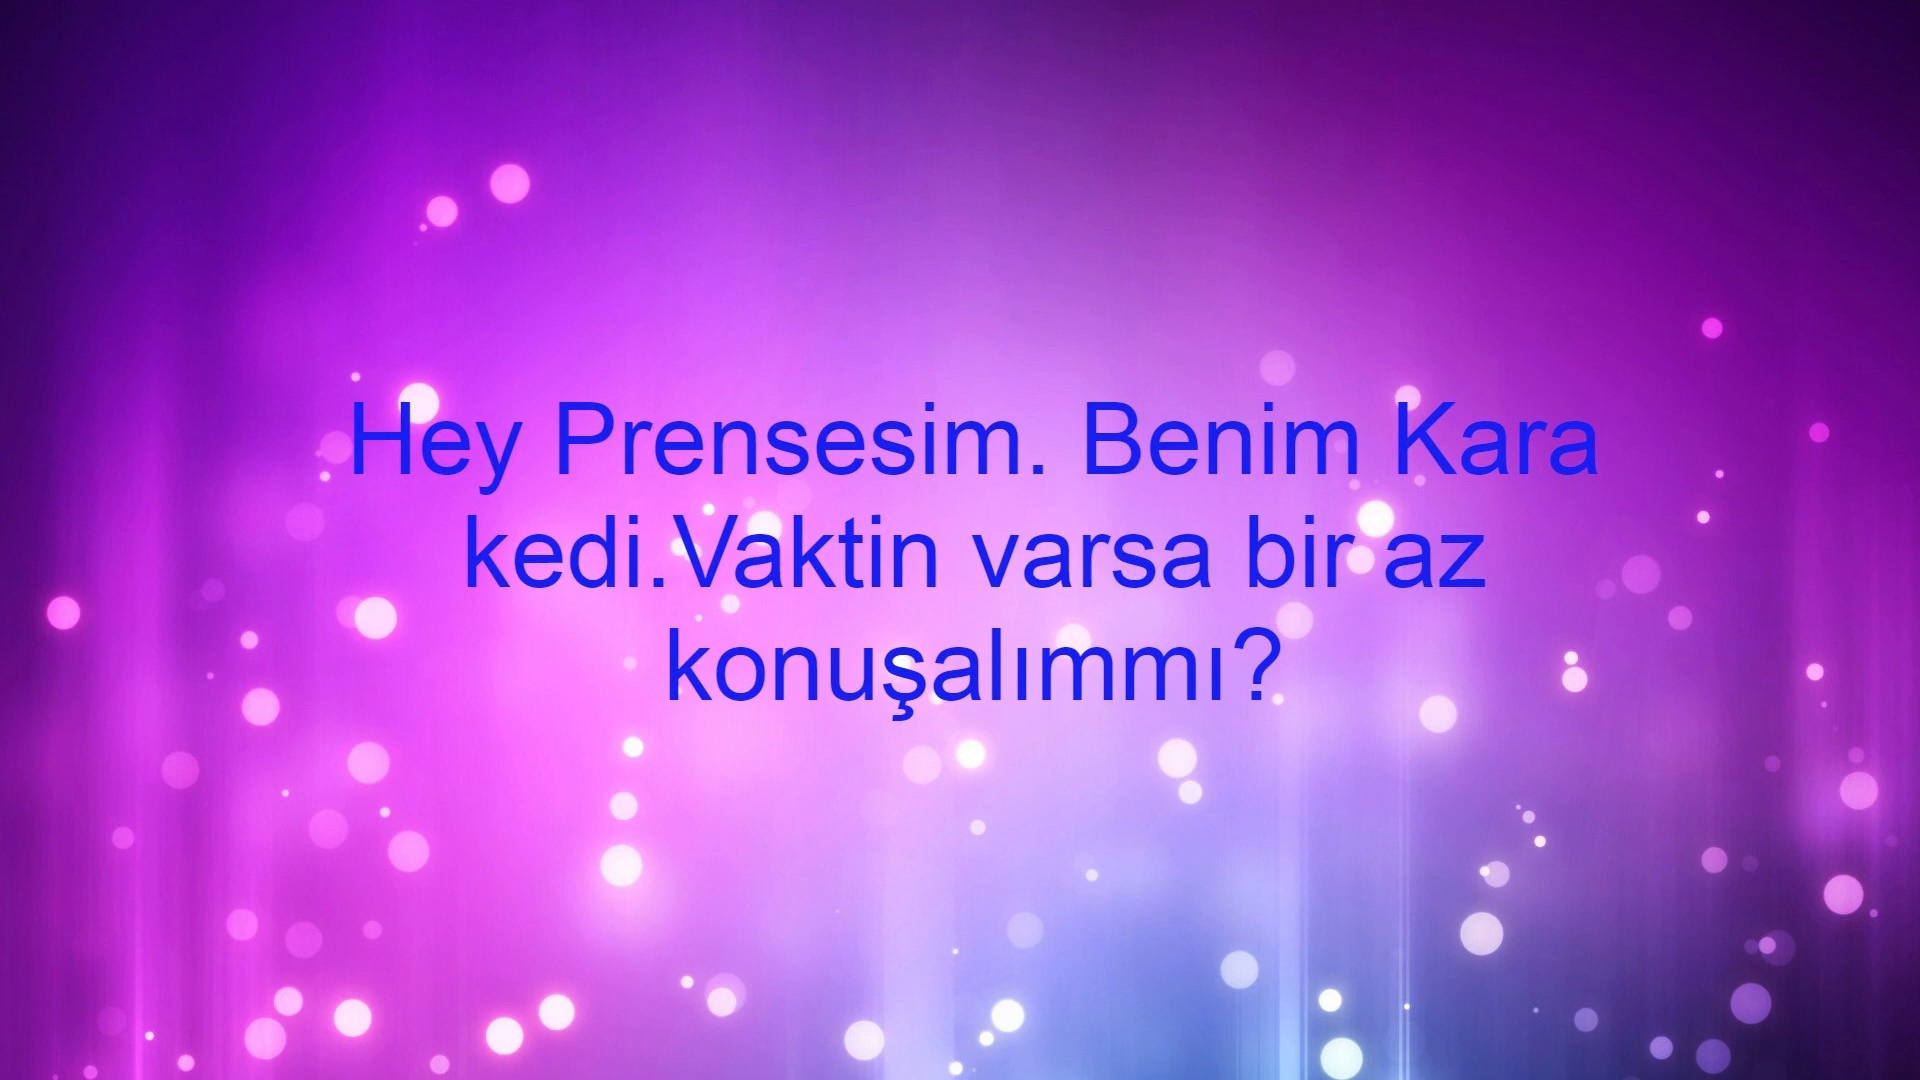 Hey Prensesim. Benim Kara
kedi.Vaktin varsa bir az
konuşalımmı?